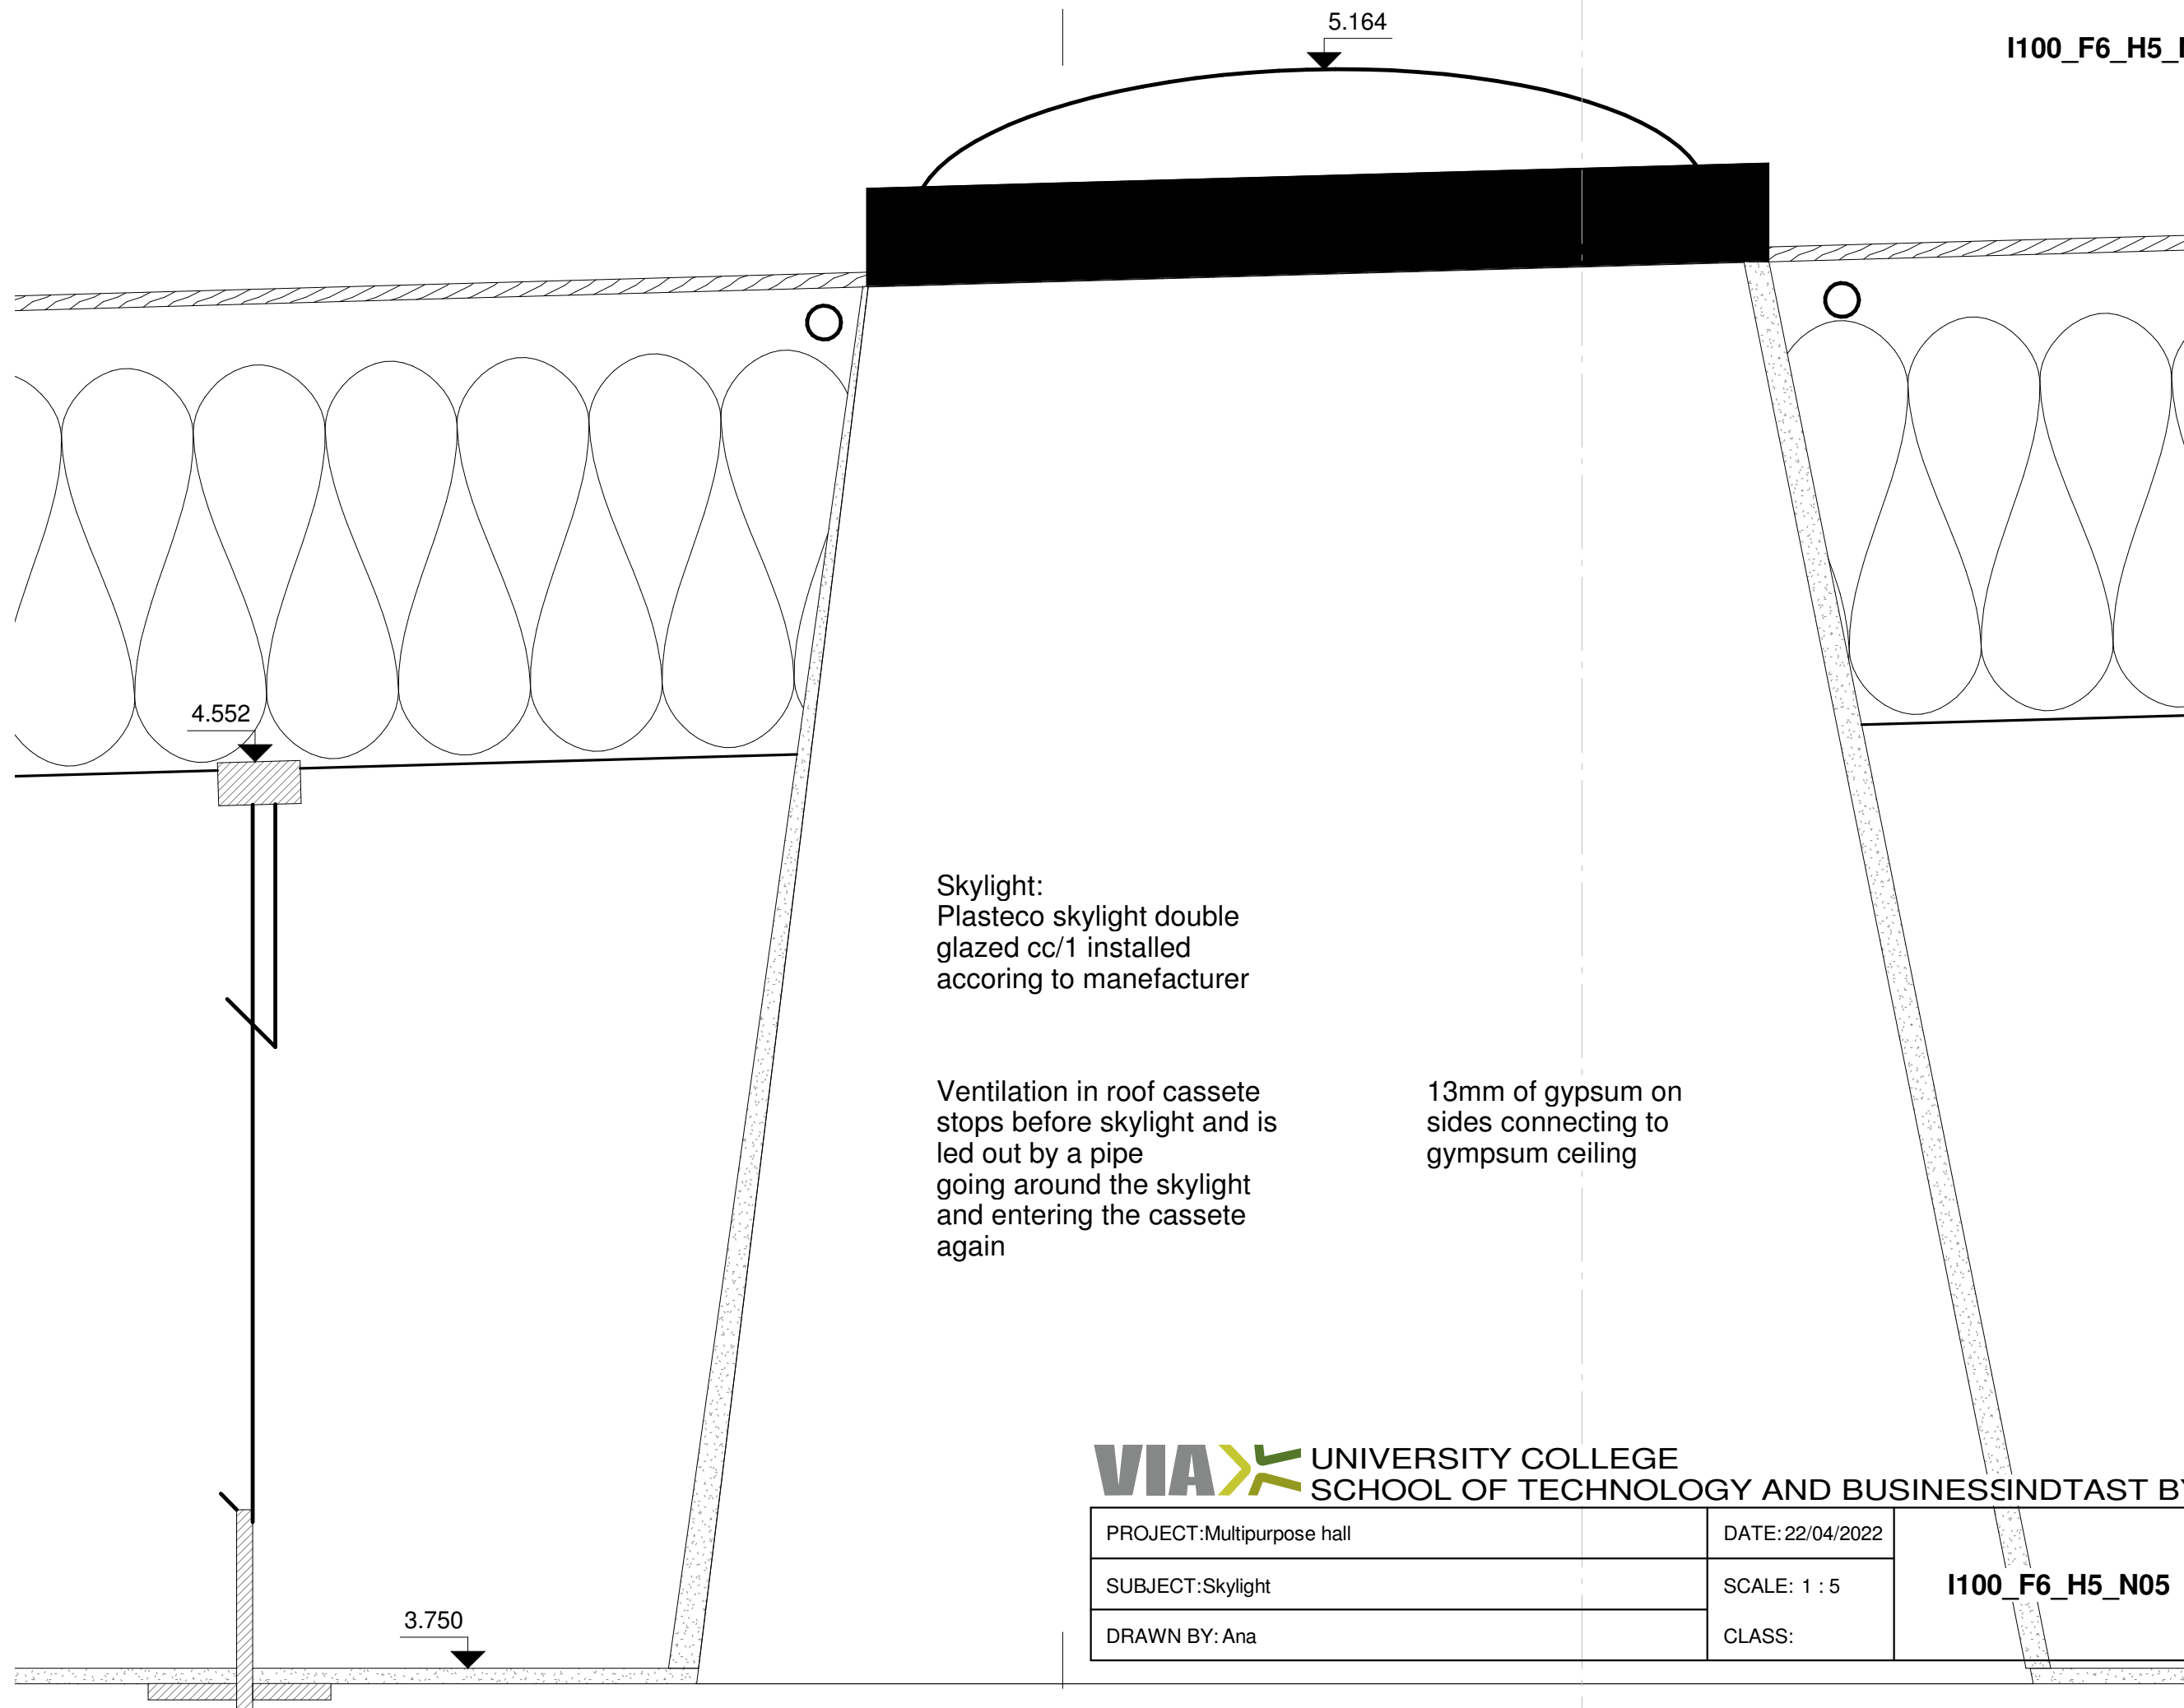 5.164
I100_F6_H5_
4.552
Skylight:
Plasteco skylight double
glazed cc/1 installed
accoring to manefacturer
Ventilation in roof cassete
stops before skylight and is
led out by a pipe
going around the skylight
and entering the cassete
again
13mm of gypsum on
sides connecting to
gympsum ceiling
VIA UNIVERSITY COLLEGE
SCHOOL OF TECHNOLOGY AND BUSINESSINDTAST BY
PROJECT:Multipurpose hall
DATE: 22/04/2022
SUBJECT:Skylight
SCALE: 1 : 5
I100_F6_H5_N05
DRAWN BY: Ana
CLASS:
3.750